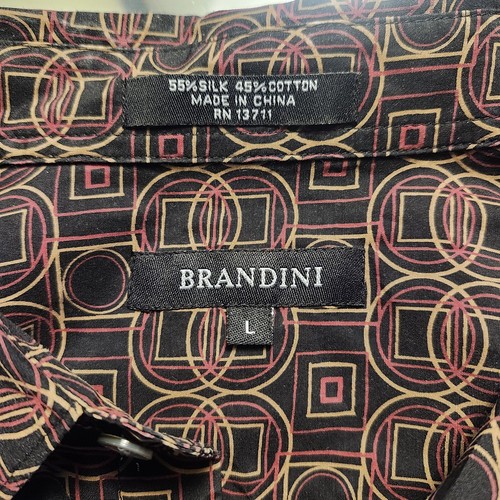 55% SILK 45% COTTON
MADE IN CHINA
RN 13711
BRANDINI
L